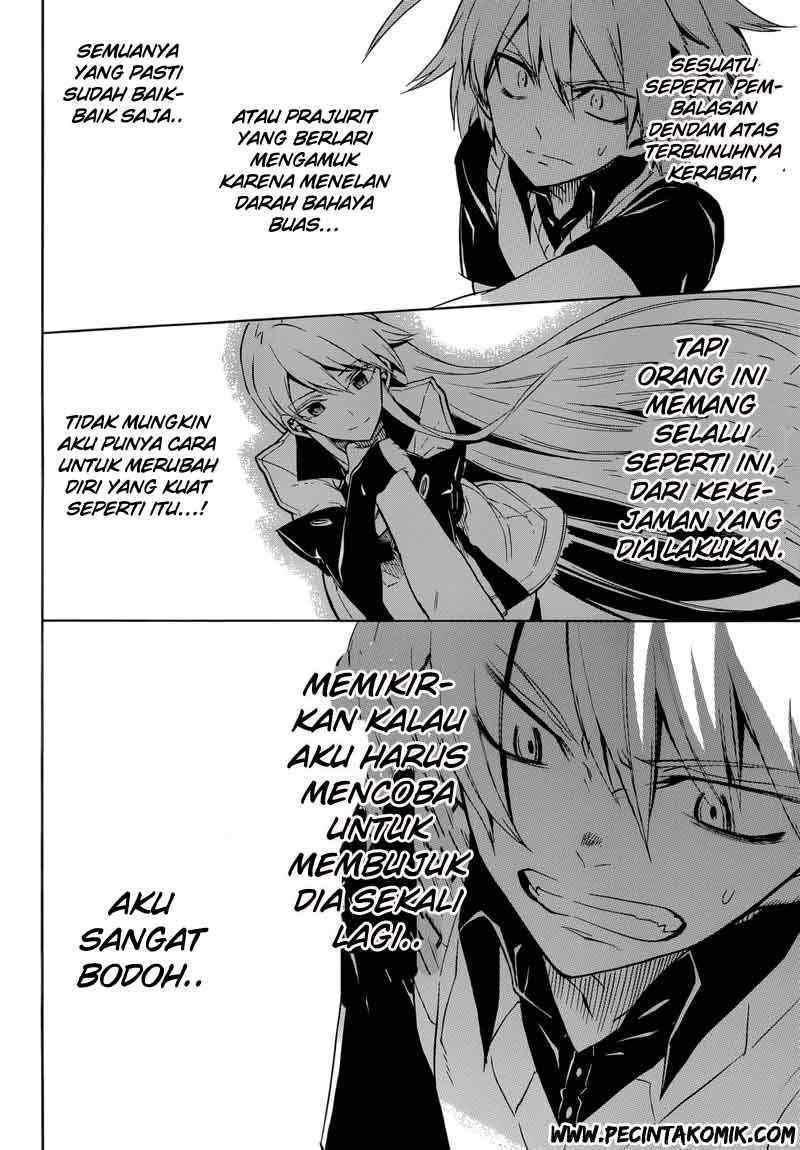 SESUATU
SEPERTI PEM-
BALASAN
DENDAM ATAS
TERBUNUHNYA
KERABAT,
ATAU PRAJURIT
YANG BERLARI
MENGAMUK
KARENA MENELAN
DARAH BAHAYA
BUAS...
SEMUANYA
YANG PASTI
SUDAH BAIK-
BAIK SAJA..
TAPI
ORANG INI
MEMANG
SELALU
SEPERTI INI,
DARI KEKE-
JAMAN YANG
DIA LAKUKAN.
TIDAK MUNGKIN
AKU PUNYA CARA
UNTUK MERUBAH
DIRI YANG KUAT
SEPERTI ITU...!
MEMIKIR-
KAN KALAU
AKU HARUS
MENCOBA
UNTUK
MEMBUJUK
DIA SEKALI
LAGI..
AKU
SANGAT
BODOH..
WWW.PECINTAKOMIK.COM